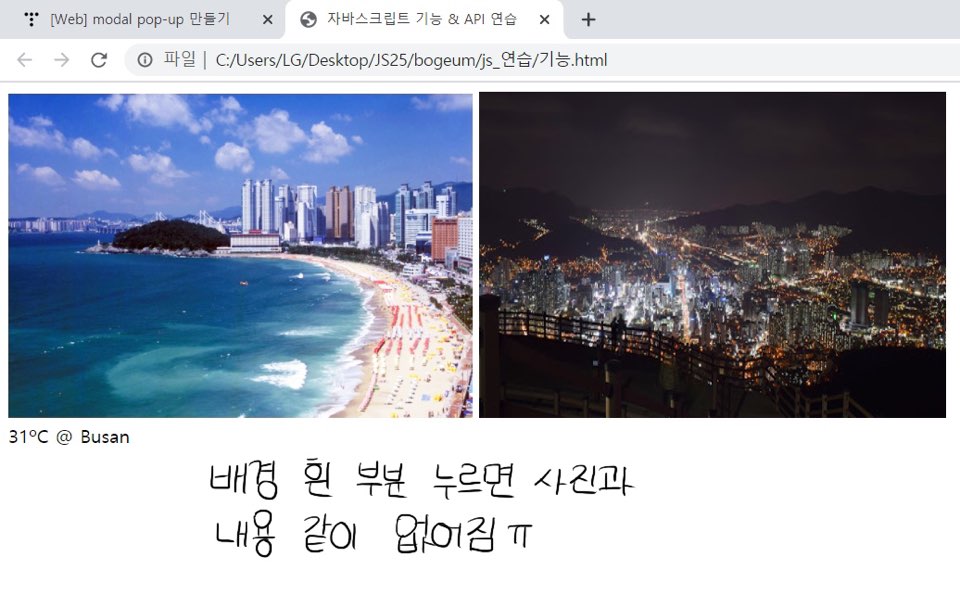 [Web] modal pop-up 만들기
자바스크립트 기능 & API 연습
파일 | C:/Users/LG/Desktop/JS25/bogeum/js_연습/기능.html
31ºC @ Busan
배경 흰 부분 누르면 사진과
내용 같이 없어짐 ㅠ